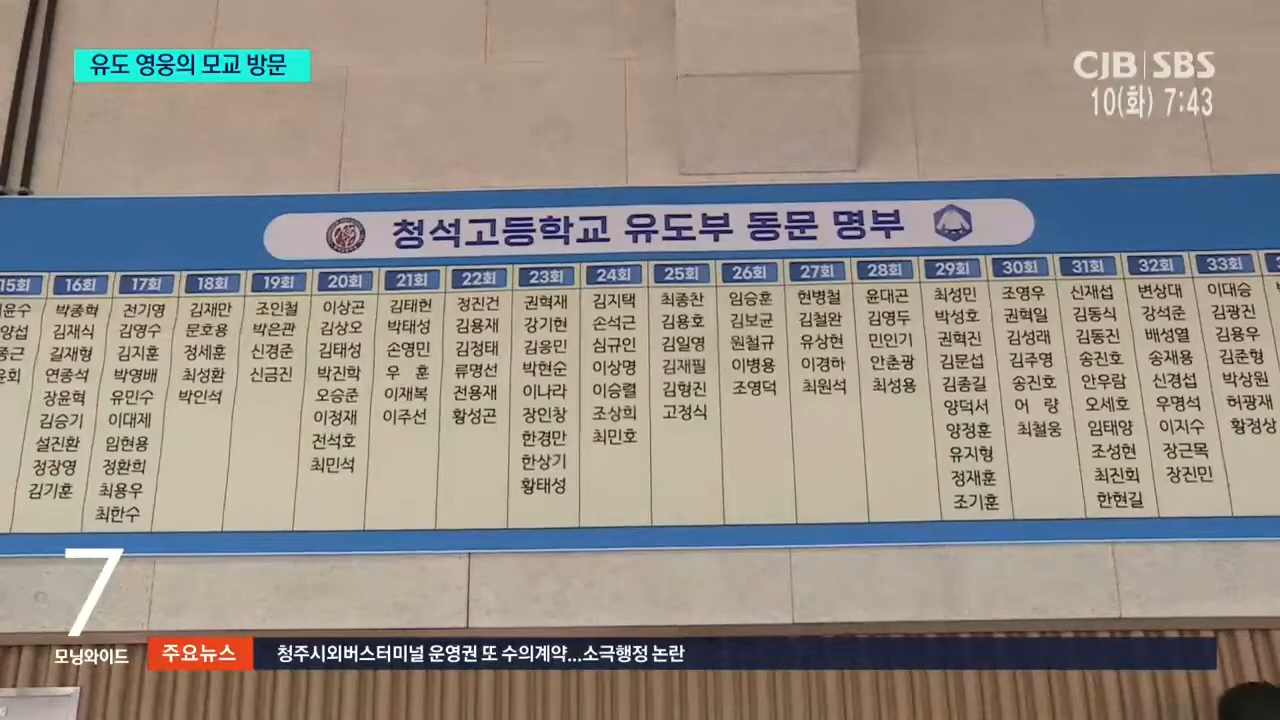 유도 영웅의 모교 방문
CJB SBS
10(화) 7:43
청석고등학교 유도부 동문 명부
15회 16회 17회 18회 19회 20회 21회 22회 23회 24회 25회 26회 27회 28회 29회 30회 31회 32회 33회
윤수 박종혁 전기영 김재만 조인철 이상곤 김태헌 정진건 권혁재 김지택 최종찬 임승훈 현병철 윤대곤 최성민 조영우 신재섭 변상대 이대승
양섭 김재식 김영수 문호용 박은관 김상오 박태성 김용재 강기현 손석근 김용호 김보균 김철완 김영두 박성호 권혁일 김동식 강석준 김광진
종근 길재형 김지훈 정세훈 신경준 김태성 손영민 김정태 김응민 심규인 김일영 원철규 유상현 민인기 권혁진 김성래 김동진 배성열 김용우
윤회 연종석 박영배 최성환 신금진 박진학 우 훈 류명선 박현순 이상명 김재필 이병용 이경하 안춘광 김문섭 김주영 송진호 송재용 김준형
장윤혁 유민수 박인석 오승준 이재복 전용재 이나라 이승렬 김형진 조영덕 최원석 최성용 김종길 송진호 안우람 신경섭 박상원
김승기 이대제 이정재 이주선 황성곤 장인창 조상희 고정식 양덕서 어 량 오세호 우명석 허광재
설진환 임현용 전석호 한경만 최민호 양정훈 최철웅 임태양 이지수 황정상
정장영 정환희 최민석 한상기 유지형 조성현 장근목
김기훈 최용우 황태성 정재훈 최진회 장진민
최한수 조기훈 한현길
7
모닝와이드
주요뉴스
청주시외버스터미널 운영권 또 수의계약...소극행정 논란